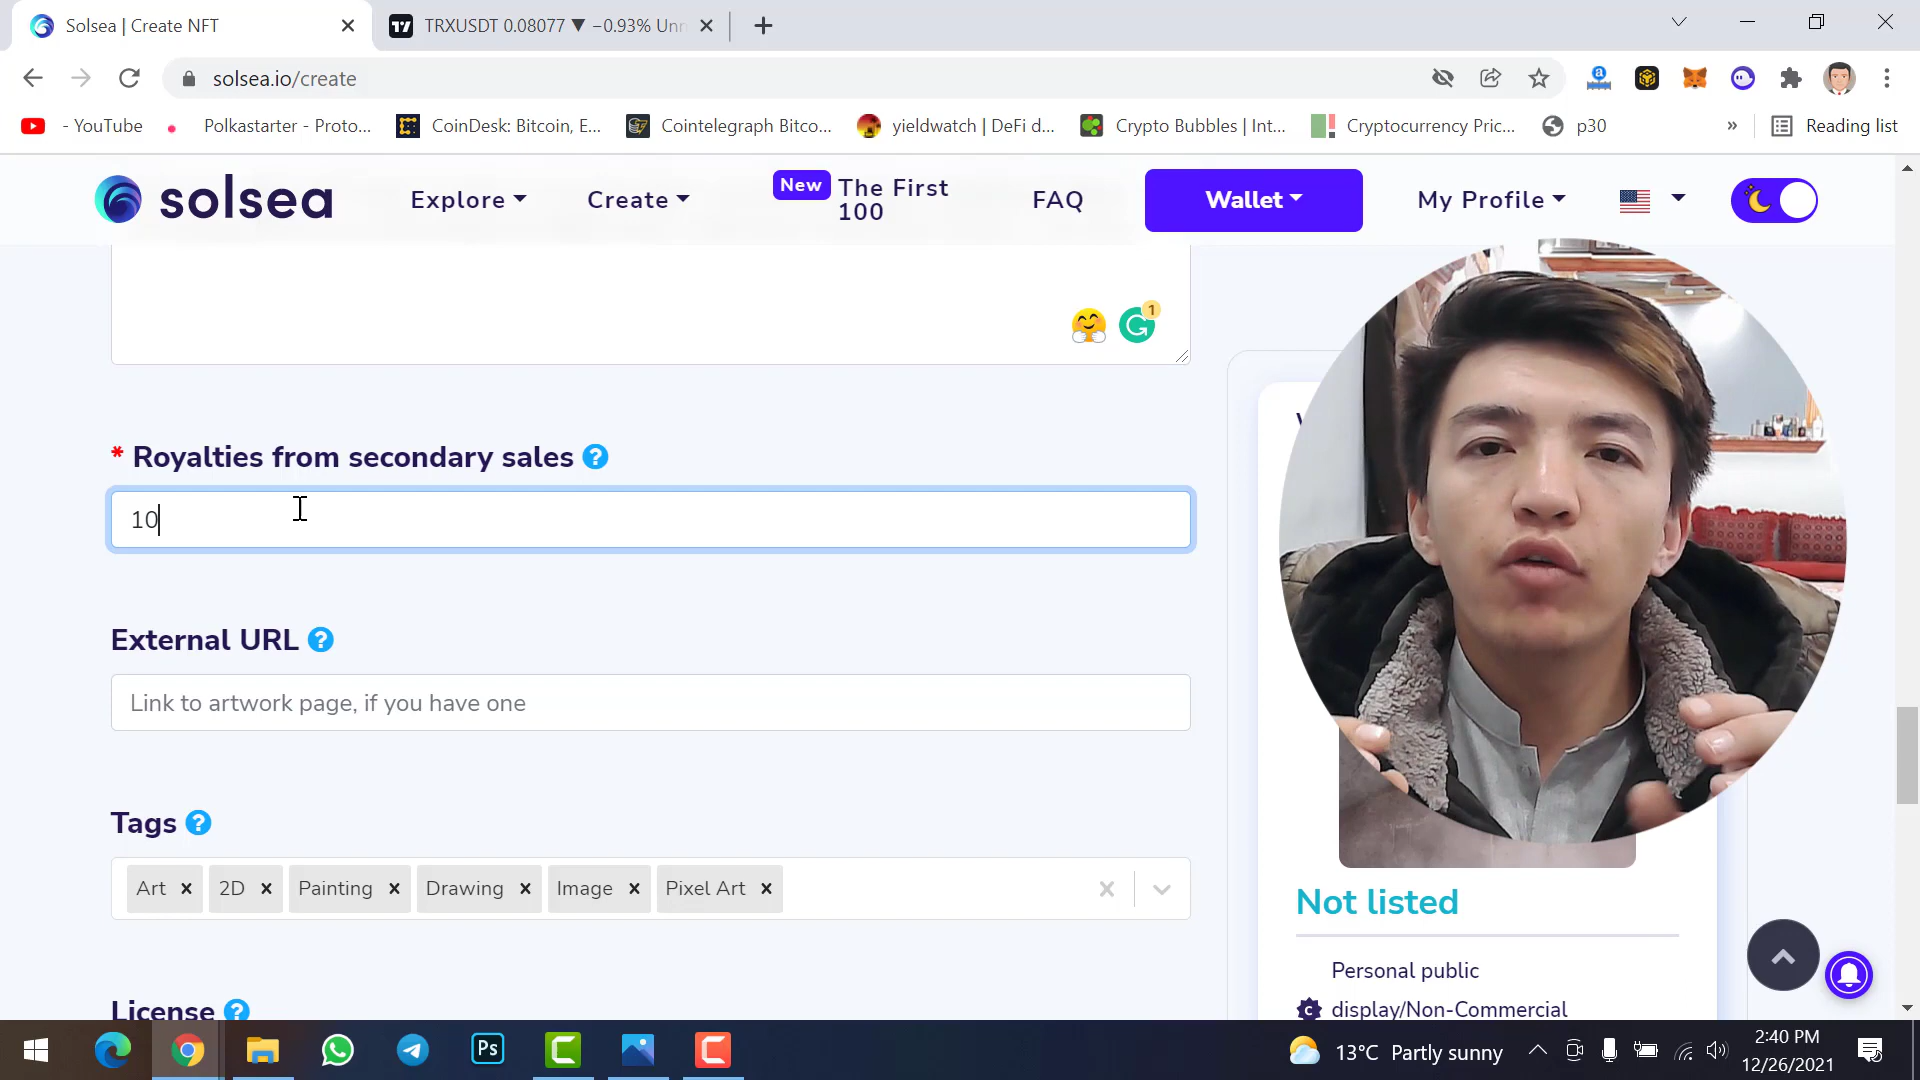 Solsea | Create NFT
TRXUSDT 0.08077 ▼ −0.93% Unn
solsea.io/create
- YouTube
Polkastarter - Proto...
CoinDesk: Bitcoin, E...
Cointelegraph Bitco...
yieldwatch | DeFi d...
Crypto Bubbles | Int...
Cryptocurrency Pric...
p30
»
Reading list
solsea
Explore
Create
New
The First
100
FAQ
Wallet
My Profile
1
* Royalties from secondary sales ?
10
External URL ?
Link to artwork page, if you have one
Tags ?
Art × 2D × Painting × Drawing × Image × Pixel Art ×
License ?
Not listed
Personal public
display/Non-Commercial
Ps
13°C Partly sunny
2:40 PM
12/26/2021